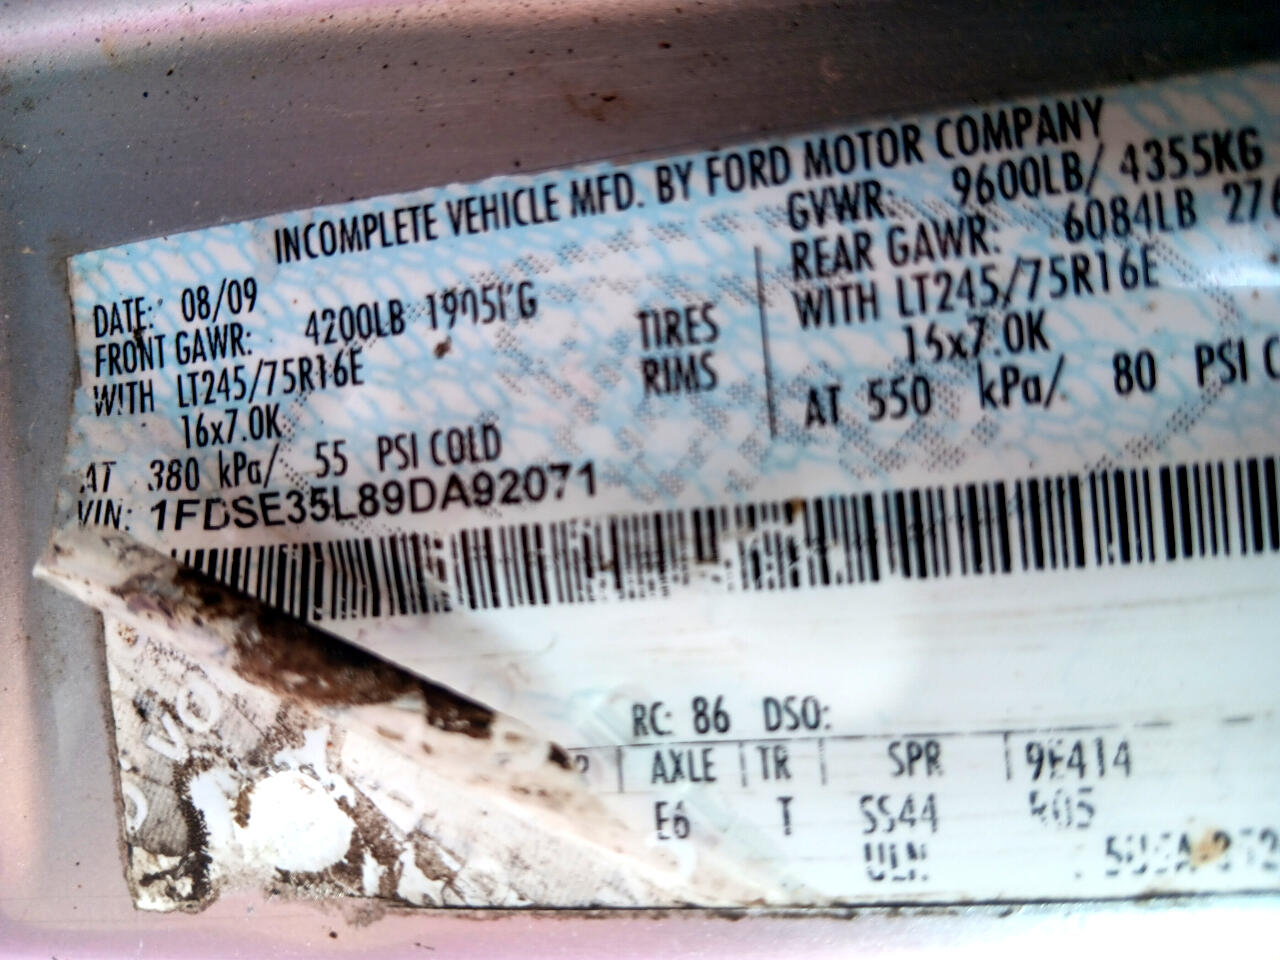 INCOMPLETE VEHICLE MFD. BY FORD MOTOR COMPANY
DATE: 08/09
GVWR: 9600LB/ 4355KG
FRONT GAWR: 4200LB 1905KG
REAR GAWR: 6084LB 276
WITH LT245/75R16E
TIRES
WITH LT245/75R16E
16x7.0K
RIMS
16x7.0K
AT 380 kPa/ 55 PSI COLD
AT 550 kPa/ 80 PSI C
VIN: 1FDSE35L89DA92071
RC: 86 DSO:
AXLE TR SPR
E6 T SS44